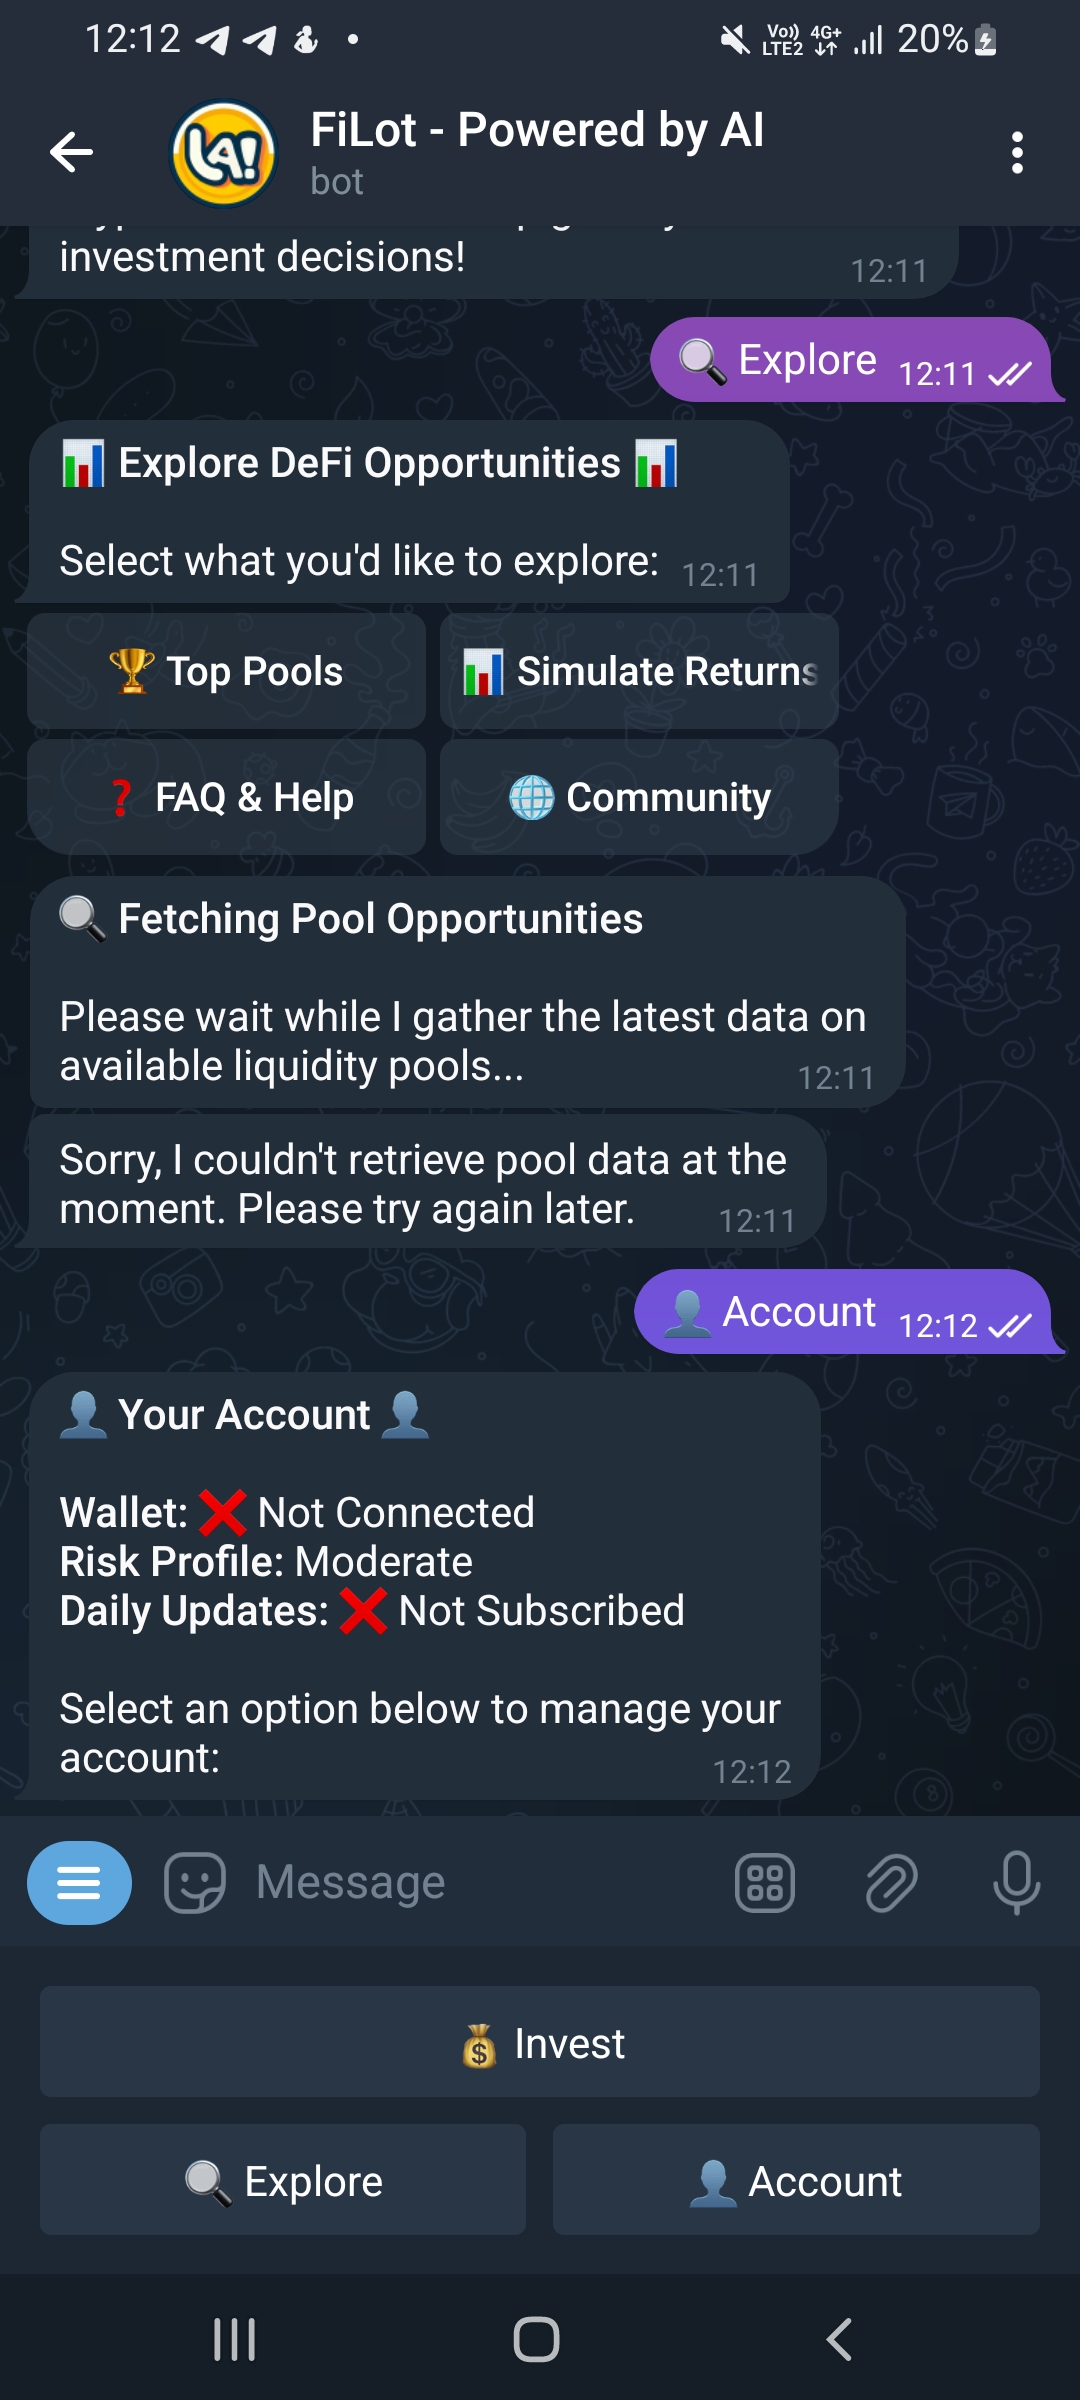 12:12
Vo)) LTE2 4G+ 20%
FiLot - Powered by AI
bot
investment decisions!
12:11
Explore 12:11
Explore DeFi Opportunities
Select what you'd like to explore: 12:11
Top Pools
Simulate Returns
FAQ & Help
Community
Fetching Pool Opportunities
Please wait while I gather the latest data on
available liquidity pools...
12:11
Sorry, I couldn't retrieve pool data at the
moment. Please try again later. 12:11
Account 12:12
Your Account
Wallet: ❌ Not Connected
Risk Profile: Moderate
Daily Updates: ❌ Not Subscribed
Select an option below to manage your
account:
12:12
Message
Invest
Explore
Account